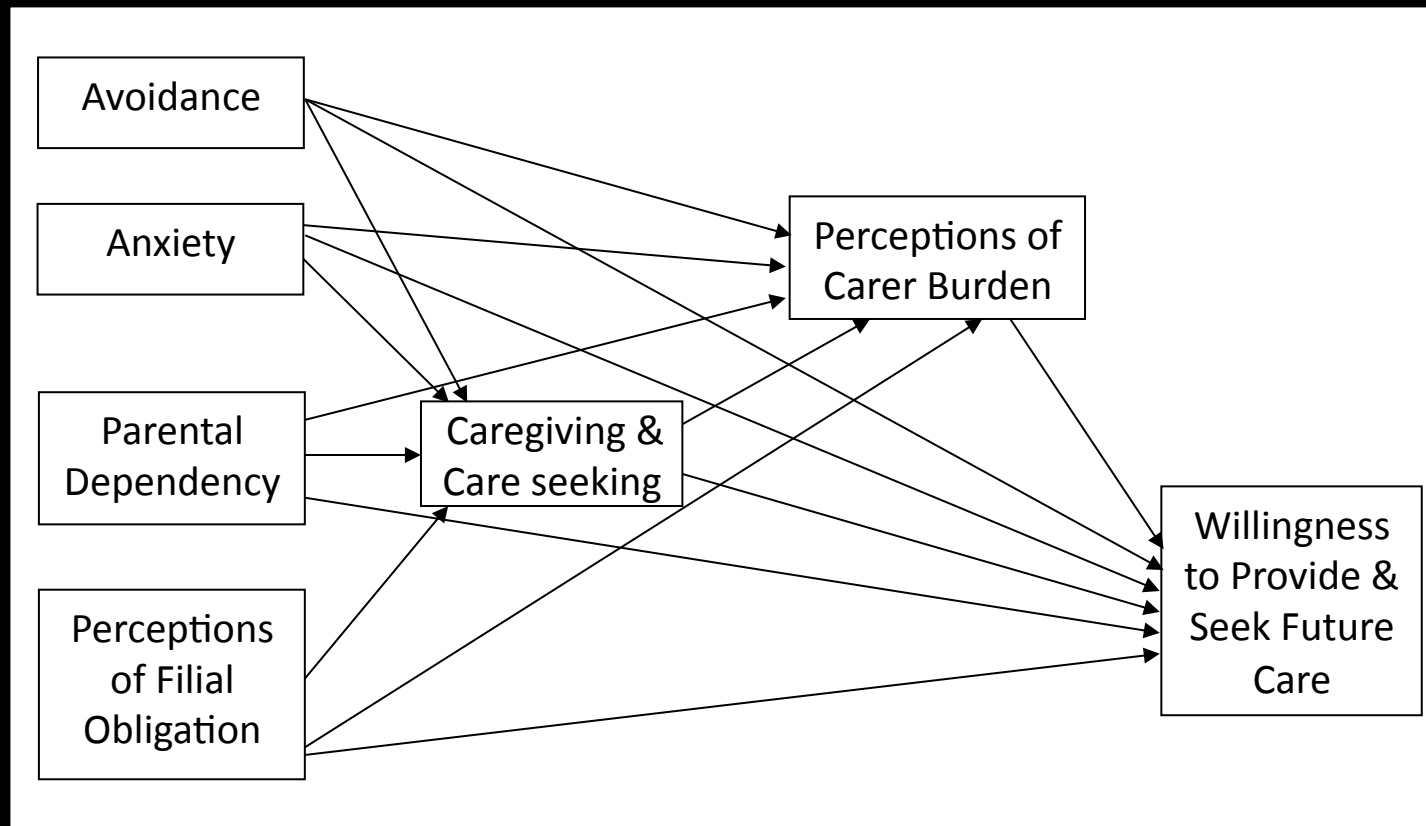 Avoidance
Anxiety
Parental
Dependency
Perceptions
of Filial
Obligation
Caregiving &
Care seeking
Perceptions of
Carer Burden
Willingness
to Provide &
Seek Future
Care